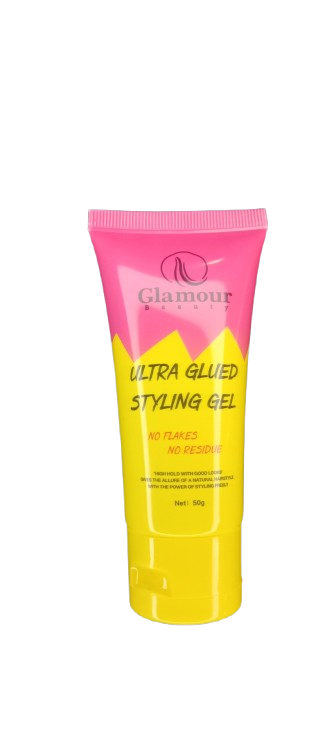 Glamour
Beauty
ULTRA GLUED
STYLING GEL
NO FLAKES
NO RESIDUE
HIGH HOLD WITH GOOD LOOKS
GIVE THE ALLURE OF A NATURAL HAIRSTYLE
WITH THE POWER OF STYLING FREELY
Net: 50g